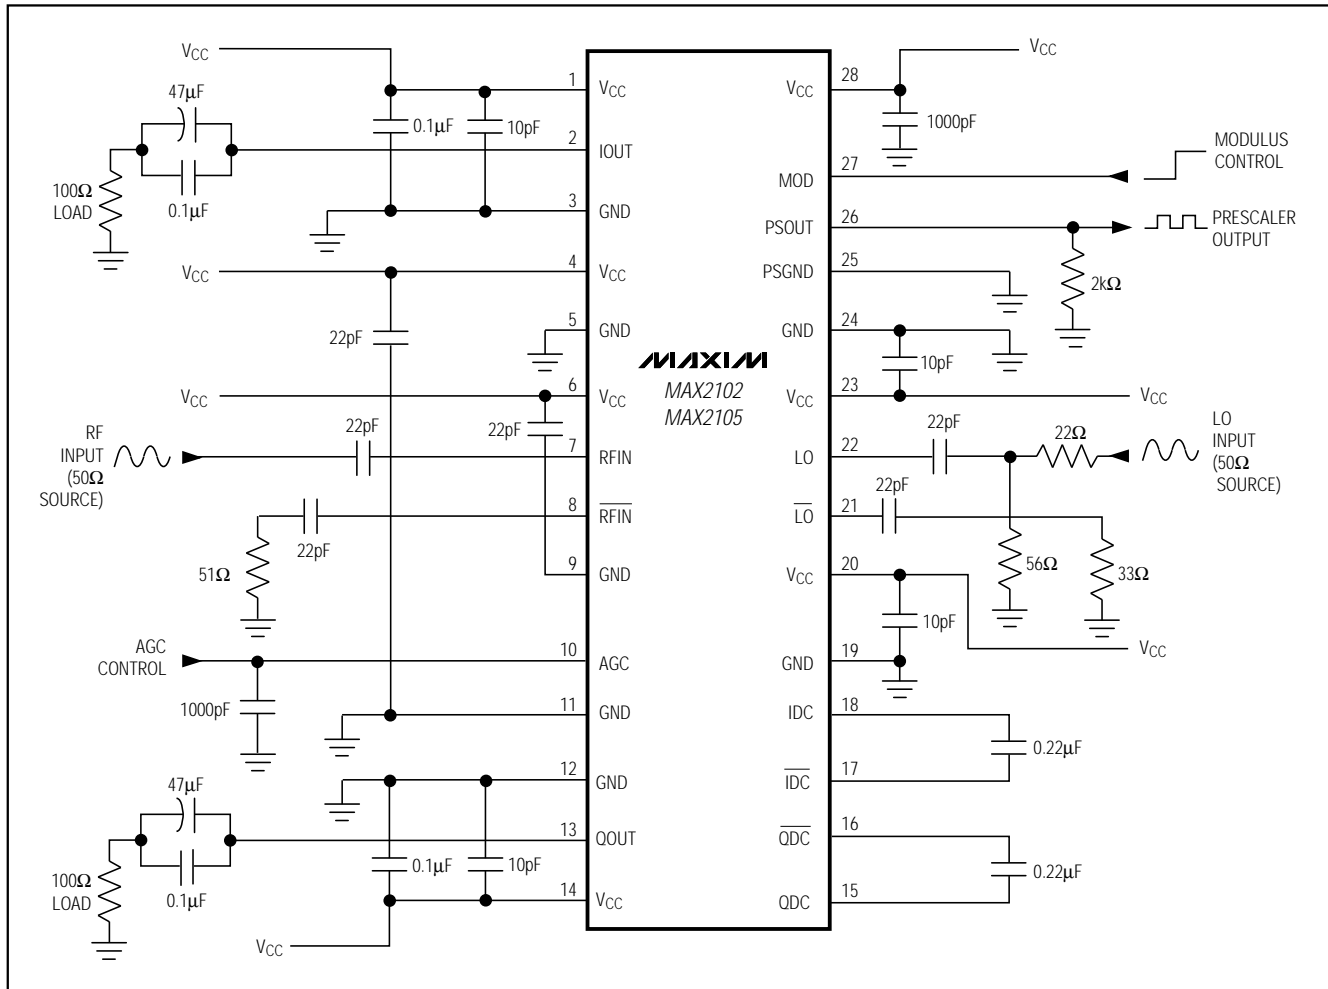 VCC
47µF
0.1µF
100Ω
LOAD
0.1µF
10pF
1 VCC
2 IOUT
3 GND
VCC
4 VCC
22pF
5 GND
VCC
6 VCC
22pF
RF
INPUT
(50Ω
SOURCE)
22pF
7 RFIN
8 RFIN
22pF
51Ω
9 GND
AGC
CONTROL
10 AGC
1000pF
11 GND
12 GND
47µF
0.1µF
100Ω
LOAD
13 QOUT
0.1µF
10pF
14 VCC
VCC
MAXIM
MAX2102
MAX2105
VCC
VCC 28
1000pF
MOD 27
MODULUS
CONTROL
PSOUT 26
PRESCALER
OUTPUT
PSGND 25
2kΩ
GND 24
10pF
VCC 23
VCC
22pF
22Ω
LO
INPUT
(50Ω
SOURCE)
LO 22
22pF
LO 21
56Ω
33Ω
VCC 20
10pF
VCC
GND 19
IDC 18
0.22µF
IDC 17
QDC 16
0.22µF
QDC 15